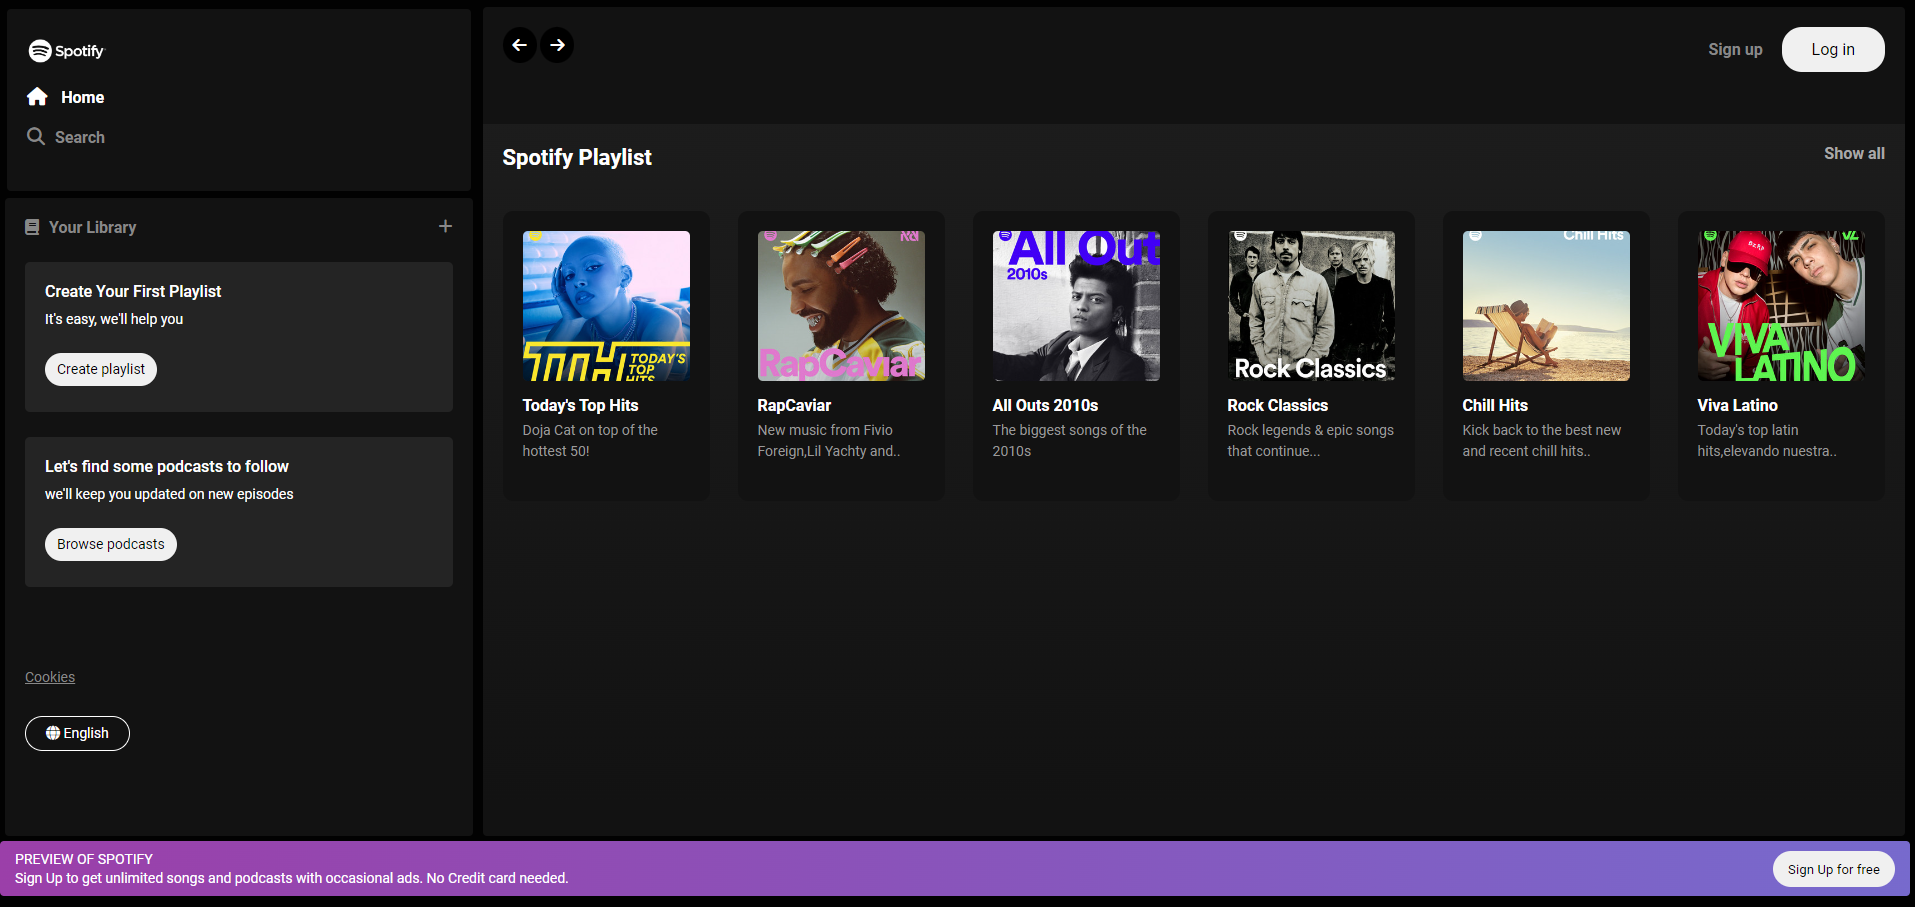 Spotify
Home
Search
Your Library
Create Your First Playlist
It's easy, we'll help you
Create playlist
Let's find some podcasts to follow
we'll keep you updated on new episodes
Browse podcasts
Cookies
English
Sign up
Log in
Spotify Playlist
Show all
TODAY'S
TOP
HITS
Today's Top Hits
Doja Cat on top of the
hottest 50!
RapCaviar
RapCaviar
New music from Fivio
Foreign,Lil Yachty and..
All Out
2010s
All Outs 2010s
The biggest songs of the
2010s
Rock Classics
Rock Classics
Rock legends & epic songs
that continue...
Chill Hits
Chill Hits
Kick back to the best new
and recent chill hits..
VIVA
LATINO
Viva Latino
Today's top latin
hits,elevando nuestra..
PREVIEW OF SPOTIFY
Sign Up to get unlimited songs and podcasts with occasional ads. No Credit card needed.
Sign Up for free